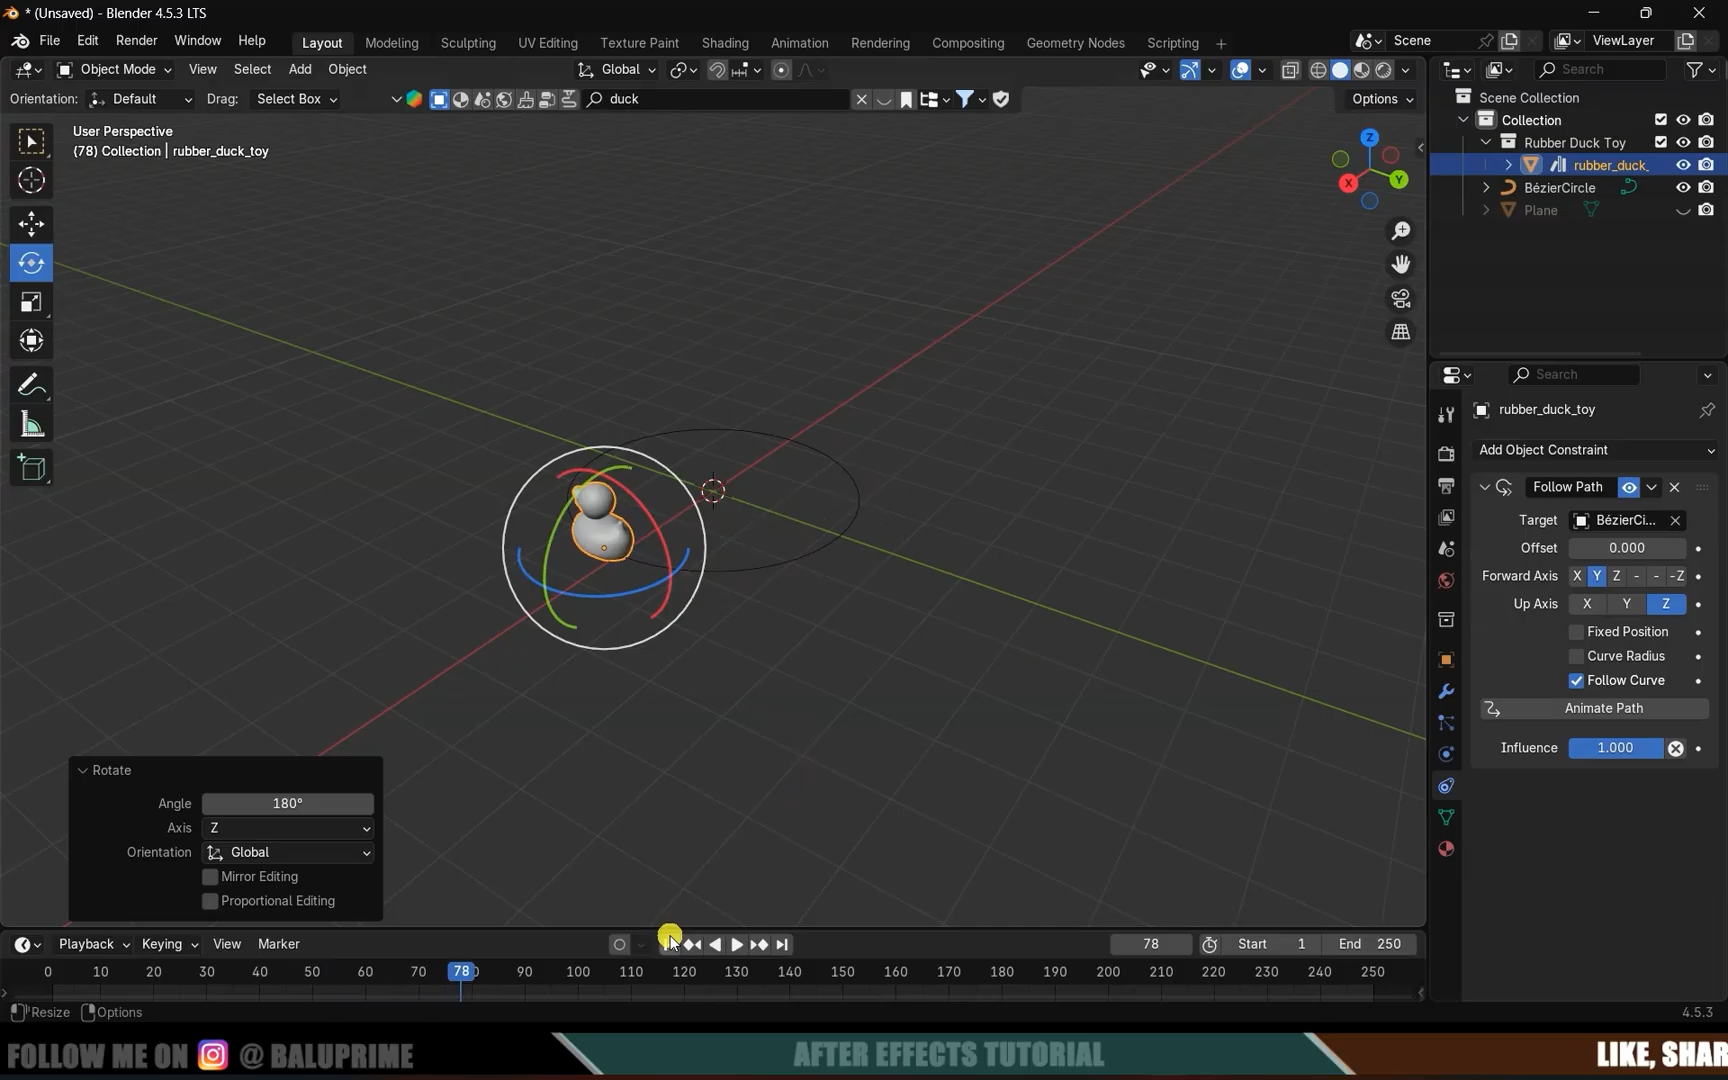 * (Unsaved) - Blender 4.5.3 LTS
File Edit Render Window Help Layout Modeling Sculpting UV Editing Texture Paint Shading Animation Rendering Compositing Geometry Nodes Scripting + Scene ViewLayer
Object Mode View Select Add Object Global Search
Orientation: Default Drag: Select Box duck Options
Scene Collection
Collection
Rubber Duck Toy
rubber_duck_
BézierCircle
Plane
User Perspective
(78) Collection | rubber_duck_toy
Z
Y
X
Search
rubber_duck_toy
Add Object Constraint
Follow Path
Target BézierCi...
Offset 0.000
Forward Axis X Y Z - - -Z
Up Axis X Y Z
Fixed Position
Curve Radius
Follow Curve
Animate Path
Influence 1.000
Rotate
Angle 180°
Axis Z
Orientation Global
Mirror Editing
Proportional Editing
Playback Keying View Marker 78 Start 1 End 250
0 10 20 30 40 50 60 70 78 90 100 110 120 130 140 150 160 170 180 190 200 210 220 230 240 250
Resize Options 4.5.3
FOLLOW ME ON @ BALUPRIME AFTER EFFECTS TUTORIAL LIKE, SHAR